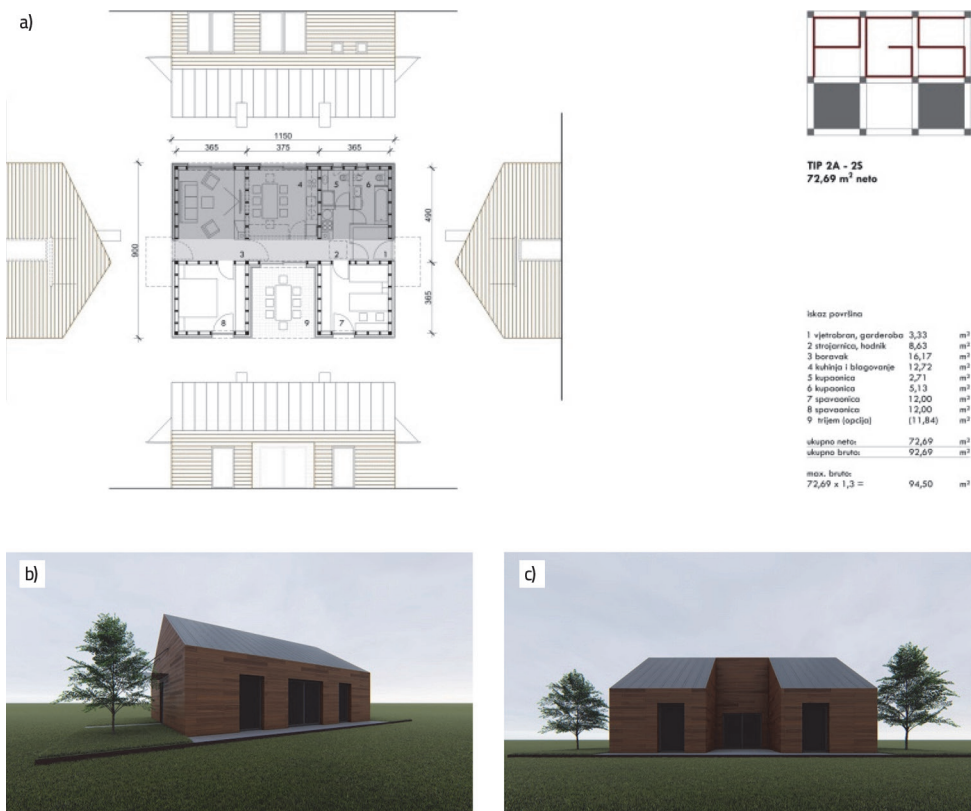 a)
1150
365 375 365
900
490
365
4
5
6
3
2
1
8
9
7
TIP 2A - 2S
72,69 m² neto
iskaz površina
1 vjetrobran, garderoba 3,33 m²
2 strojarnica, hodnik 8,63 m²
3 boravak 16,17 m²
4 kuhinja i blagovanje 12,72 m²
5 kupaonica 2,71 m²
6 kupaonica 5,13 m²
7 spavaonica 12,00 m²
8 spavaonica 12,00 m²
9 trijem (opcija) (11,84) m²
ukupno neto: 72,69 m²
ukupno bruto: 92,69 m²
max. bruto:
72,69 x 1,3 = 94,50 m²
b)
c)